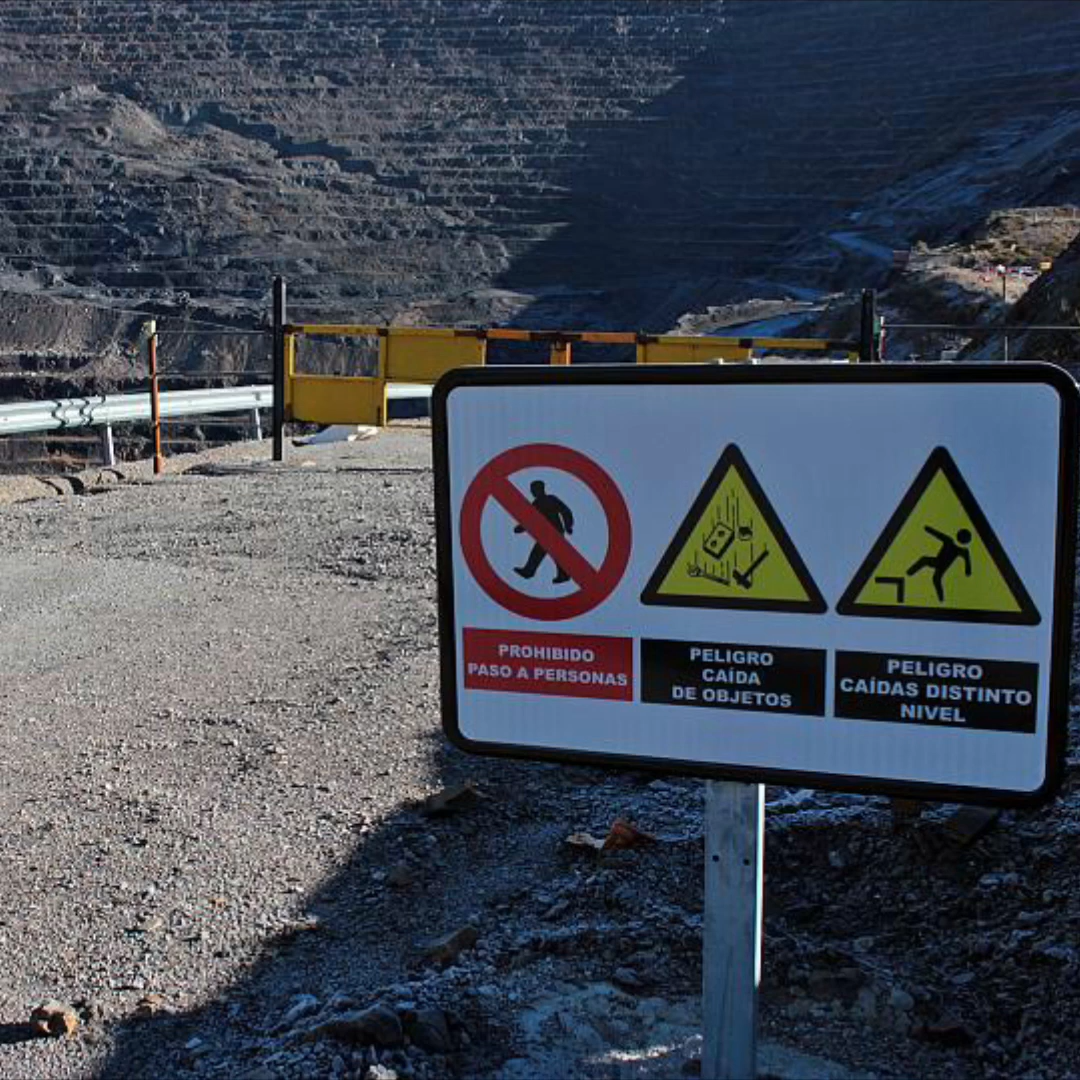 PROHIBIDO
PASO A PERSONAS
PELIGRO
CAÍDA
DE OBJETOS
PELIGRO
CAÍDAS DISTINTO
NIVEL